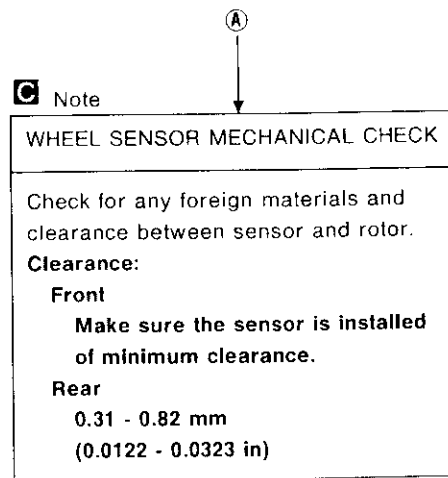 A
C Note
WHEEL SENSOR MECHANICAL CHECK
Check for any foreign materials and
clearance between sensor and rotor.
Clearance:
Front
Make sure the sensor is installed
of minimum clearance.
Rear
0.31 - 0.82 mm
(0.0122 - 0.0323 in)